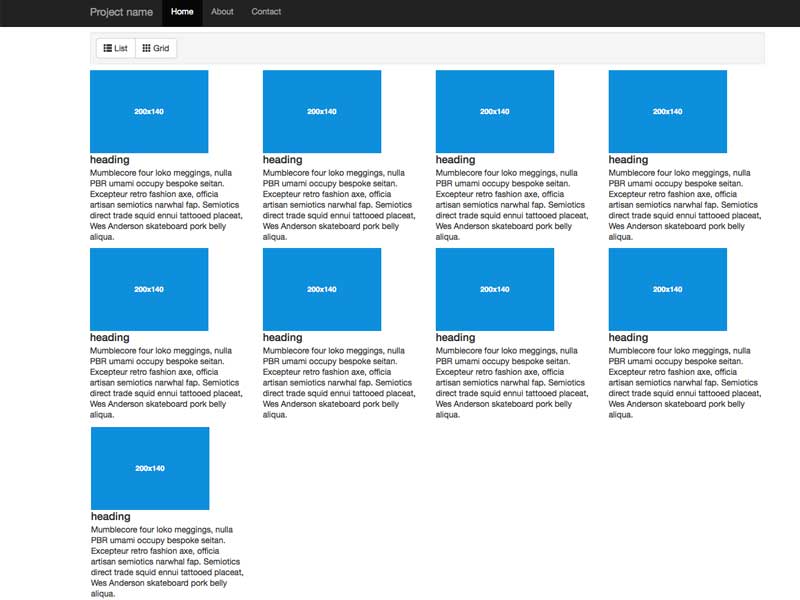 Project name Home About Contact
List Grid
200x140 200x140 200x140 200x140
heading heading heading heading
Mumblecore four loko meggings, nulla
PBR umami occupy bespoke seitan.
Excepteur retro fashion axe, officia
artisan semiotics narwhal fap. Semiotics
direct trade squid ennui tattooed placeat,
Wes Anderson skateboard pork belly
aliqua.
Mumblecore four loko meggings, nulla
PBR umami occupy bespoke seitan.
Excepteur retro fashion axe, officia
artisan semiotics narwhal fap. Semiotics
direct trade squid ennui tattooed placeat,
Wes Anderson skateboard pork belly
aliqua.
Mumblecore four loko meggings, nulla
PBR umami occupy bespoke seitan.
Excepteur retro fashion axe, officia
artisan semiotics narwhal fap. Semiotics
direct trade squid ennui tattooed placeat,
Wes Anderson skateboard pork belly
aliqua.
Mumblecore four loko meggings, nulla
PBR umami occupy bespoke seitan.
Excepteur retro fashion axe, officia
artisan semiotics narwhal fap. Semiotics
direct trade squid ennui tattooed placeat,
Wes Anderson skateboard pork belly
aliqua.
200x140 200x140 200x140 200x140
heading heading heading heading
Mumblecore four loko meggings, nulla
PBR umami occupy bespoke seitan.
Excepteur retro fashion axe, officia
artisan semiotics narwhal fap. Semiotics
direct trade squid ennui tattooed placeat,
Wes Anderson skateboard pork belly
aliqua.
Mumblecore four loko meggings, nulla
PBR umami occupy bespoke seitan.
Excepteur retro fashion axe, officia
artisan semiotics narwhal fap. Semiotics
direct trade squid ennui tattooed placeat,
Wes Anderson skateboard pork belly
aliqua.
Mumblecore four loko meggings, nulla
PBR umami occupy bespoke seitan.
Excepteur retro fashion axe, officia
artisan semiotics narwhal fap. Semiotics
direct trade squid ennui tattooed placeat,
Wes Anderson skateboard pork belly
aliqua.
Mumblecore four loko meggings, nulla
PBR umami occupy bespoke seitan.
Excepteur retro fashion axe, officia
artisan semiotics narwhal fap. Semiotics
direct trade squid ennui tattooed placeat,
Wes Anderson skateboard pork belly
aliqua.
200x140
heading
Mumblecore four loko meggings, nulla
PBR umami occupy bespoke seitan.
Excepteur retro fashion axe, officia
artisan semiotics narwhal fap. Semiotics
direct trade squid ennui tattooed placeat,
Wes Anderson skateboard pork belly
aliqua.